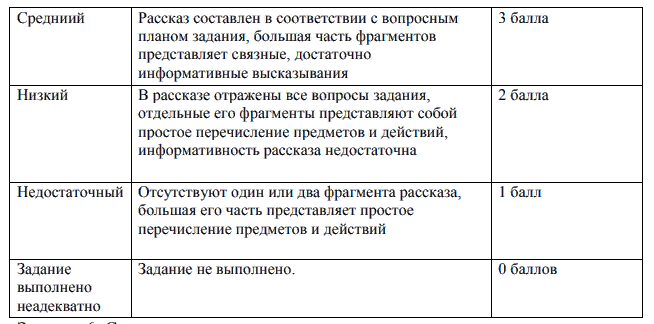 Средниий
Рассказ составлен в соответствии с вопросным
планом задания, большая часть фрагментов
представляет связные, достаточно
информативные высказывания
3 балла
Низкий
В рассказе отражены все вопросы задания,
отдельные его фрагменты представляют собой
простое перечисление предметов и действий,
информативность рассказа недостаточна
2 балла
Недостаточный
Отсутствуют один или два фрагмента рассказа,
большая его часть представляет простое
перечисление предметов и действий
1 балл
Задание
выполнено
неадекватно
Задание не выполнено.
0 баллов